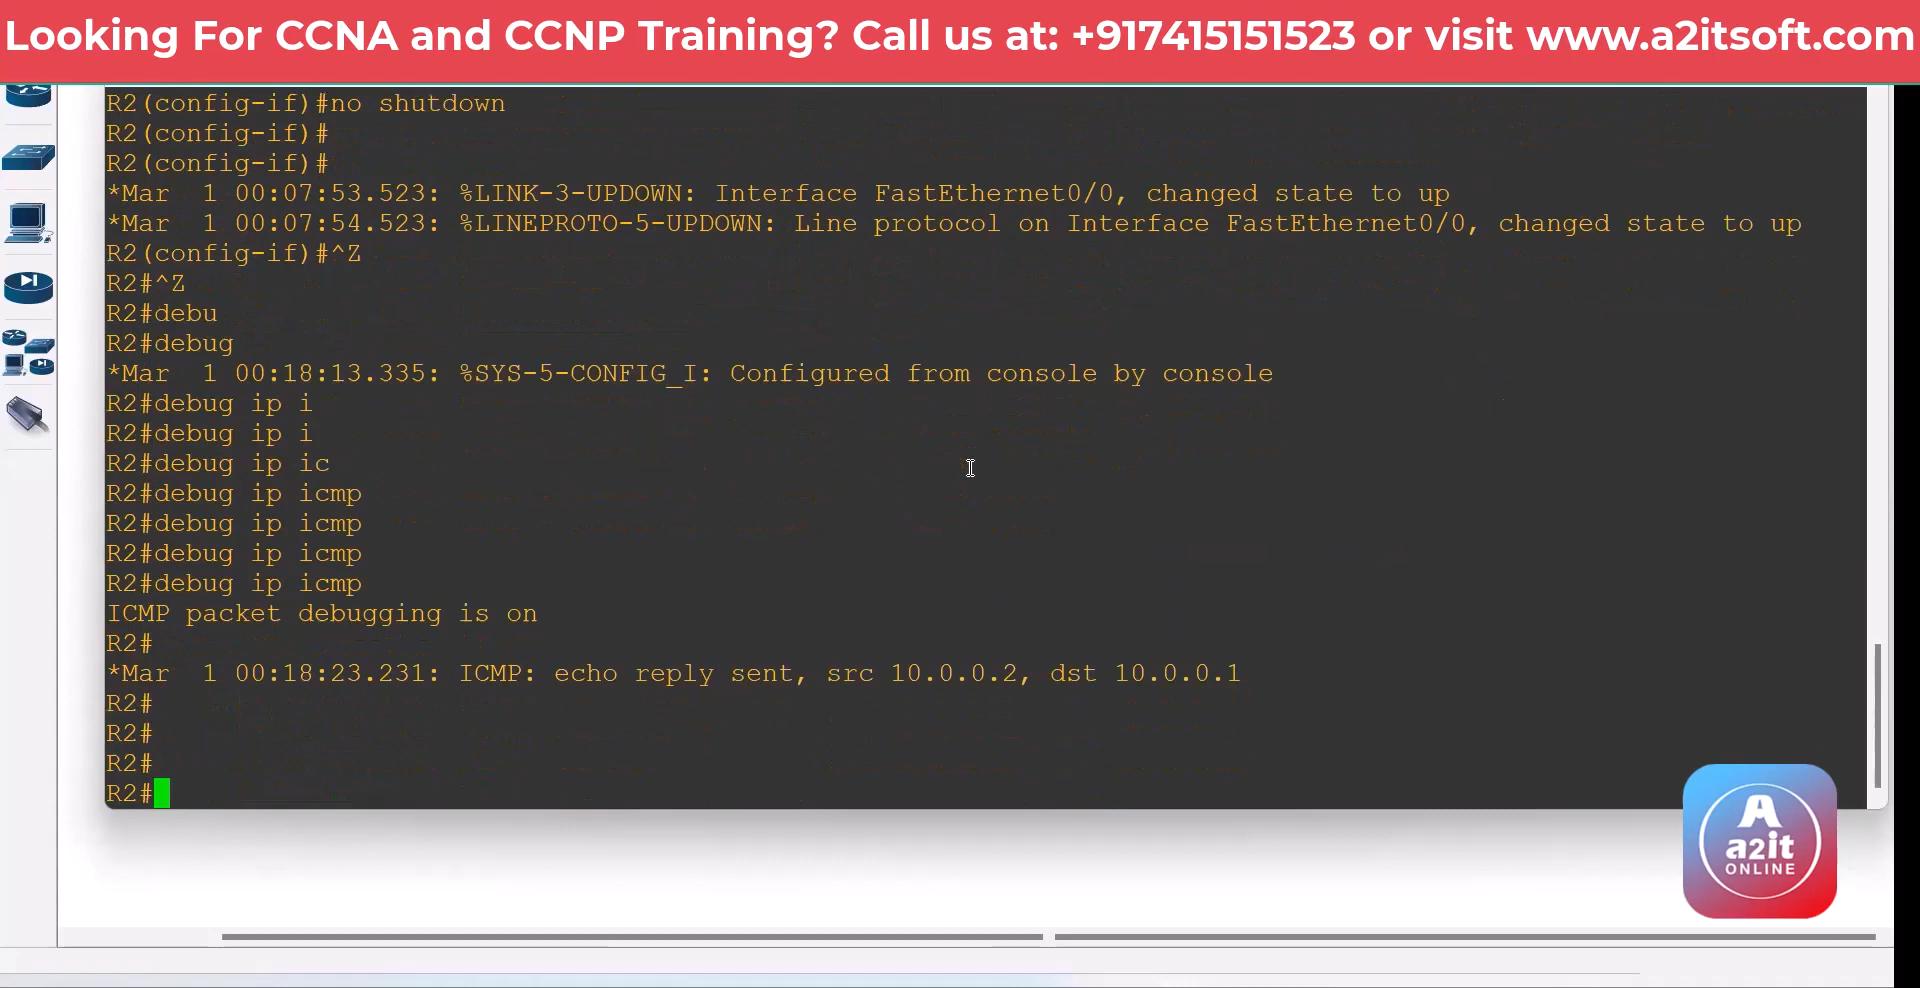 Looking For CCNA and CCNP Training? Call us at: +917415151523 or visit www.a2itsoft.com
R2(config-if)#no shutdown
R2(config-if)#
R2(config-if)#
*Mar  1 00:07:53.523: %LINK-3-UPDOWN: Interface FastEthernet0/0, changed state to up
*Mar  1 00:07:54.523: %LINEPROTO-5-UPDOWN: Line protocol on Interface FastEthernet0/0, changed state to up
R2(config-if)#^Z
R2#^Z
R2#debu
R2#debug
*Mar  1 00:18:13.335: %SYS-5-CONFIG_I: Configured from console by console
R2#debug ip i
R2#debug ip i
R2#debug ip ic
R2#debug ip icmp
R2#debug ip icmp
R2#debug ip icmp
R2#debug ip icmp
ICMP packet debugging is on
R2#
*Mar  1 00:18:23.231: ICMP: echo reply sent, src 10.0.0.2, dst 10.0.0.1
R2#
R2#
R2#
R2#
A
a2it
ONLINE